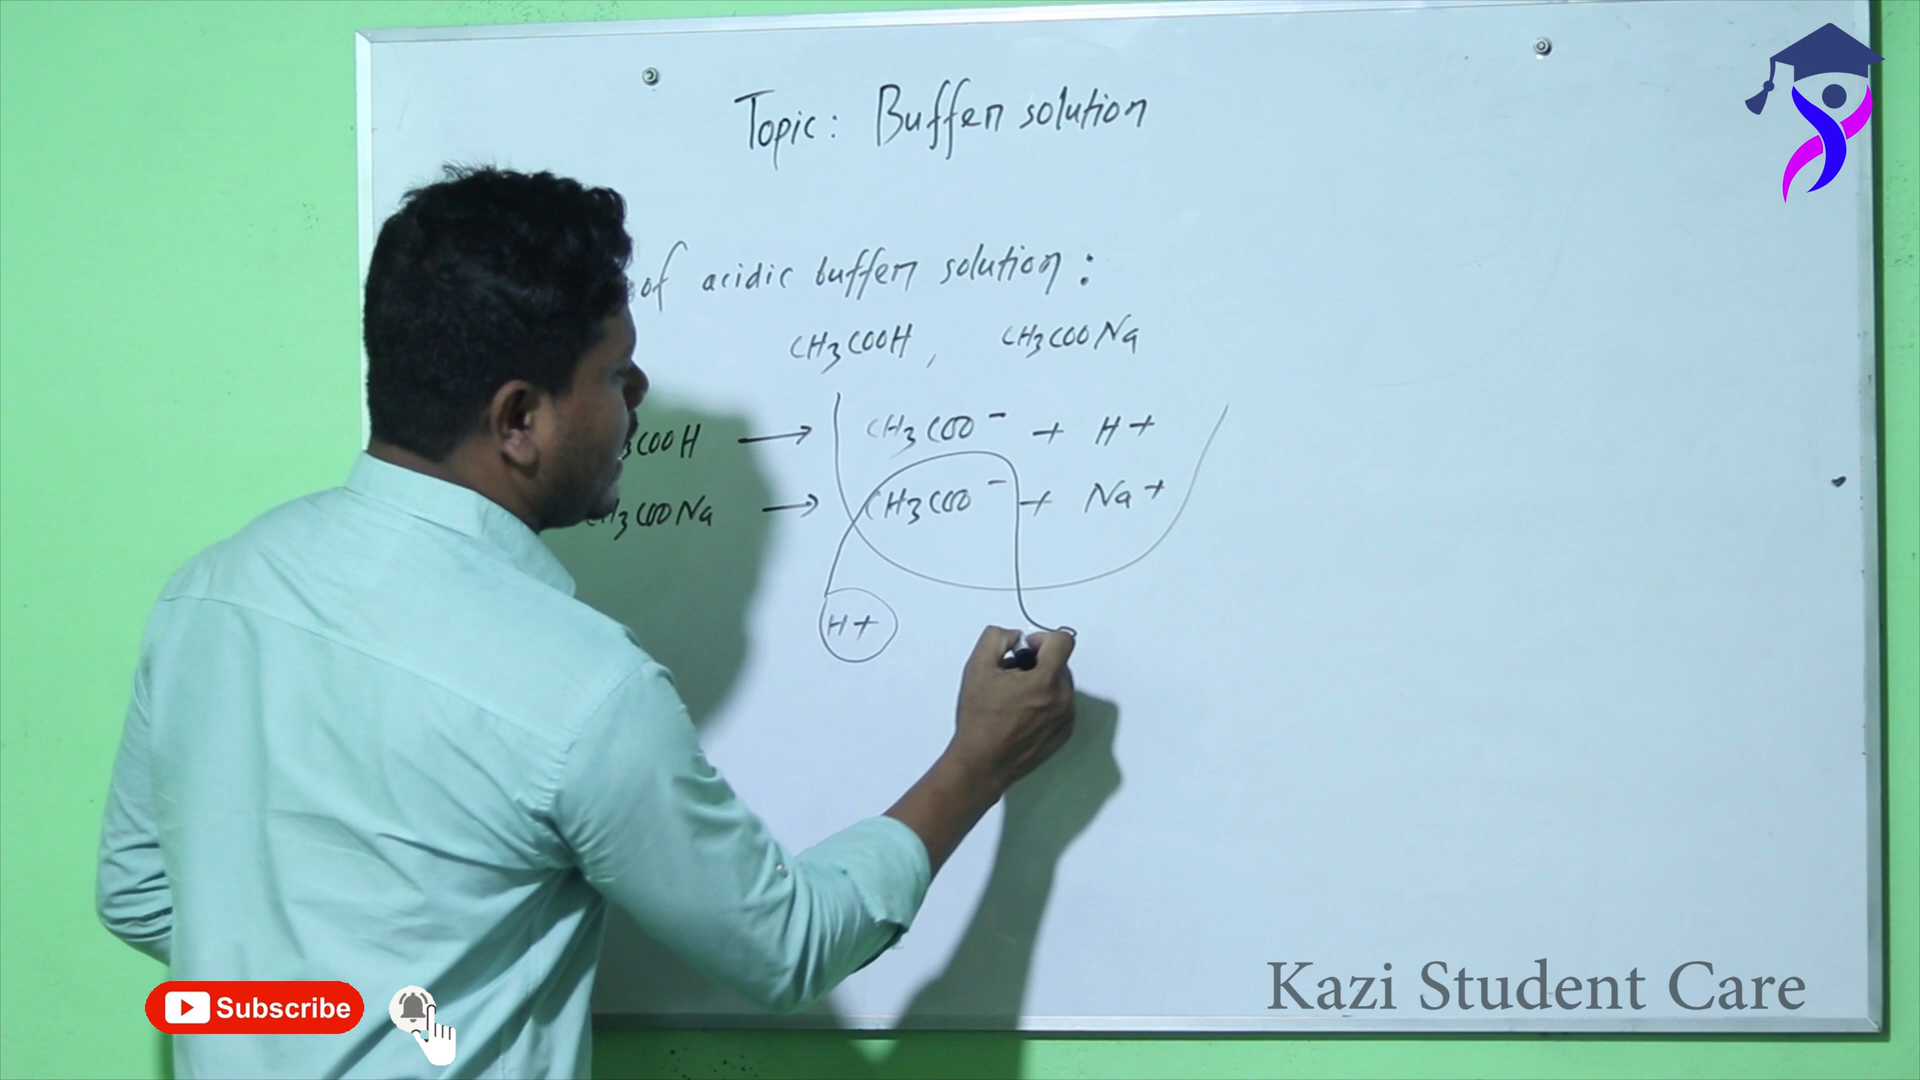 Topic: Buffer solution
of acidic buffer solution:
CH3COOH, CH3COONa
3COOH → CH3COO- + H+
CH3COONa → CH3COO- + Na+
H+
Kazi Student Care
Subscribe